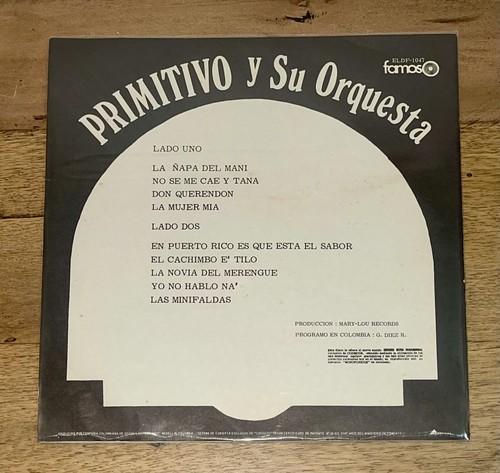 ELDF-1047
famoso
PRIMITIVO y Su Orquesta
LADO UNO
LA ÑAPA DEL MANI
NO SE ME CAE Y TANA
DON QUERENDON
LA MUJER MIA
LADO DOS
EN PUERTO RICO ES QUE ESTA EL SABOR
EL CACHIMBO E' TILO
LA NOVIA DEL MERENGUE
YO NO HABLO NA'
LAS MINIFALDAS
PRODUCCION : MARY-LOU RECORDS
PROGRAMO EN COLOMBIA : G. DIEZ R.